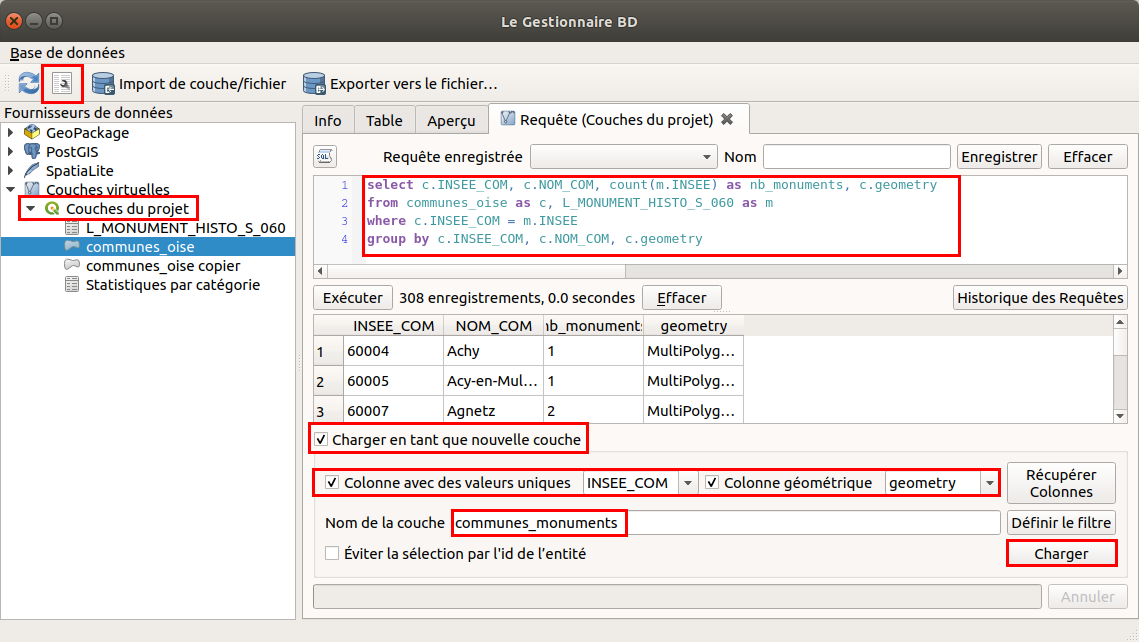 Le Gestionnaire BD
Base de données
Import de couche/fichier
Exporter vers le fichier...
Fournisseurs de données
GeoPackage
PostGIS
SpatiaLite
Couches virtuelles
Couches du projet
L_MONUMENT_HISTO_S_060
communes_oise
communes_oise copier
Statistiques par catégorie
Info Table Aperçu Requête (Couches du projet)
SQL Requête enregistrée Nom Enregistrer Effacer
1 select c.INSEE_COM, c.NOM_COM, count(m.INSEE) as nb_monuments, c.geometry
2 from communes_oise as c, L_MONUMENT_HISTO_S_060 as m
3 where c.INSEE_COM = m.INSEE
4 group by c.INSEE_COM, c.NOM_COM, c.geometry
Exécuter 308 enregistrements, 0.0 secondes Effacer Historique des Requêtes
INSEE_COM NOM_COM nb_monuments geometry
1 60004 Achy 1 MultiPolyg...
2 60005 Acy-en-Mul... 1 MultiPolyg...
3 60007 Agnetz 2 MultiPolyg...
Charger en tant que nouvelle couche
Colonne avec des valeurs uniques INSEE_COM Colonne géométrique geometry Récupérer
Colonnes
Nom de la couche communes_monuments Définir le filtre
Éviter la sélection par l'id de l'entité Charger
Annuler